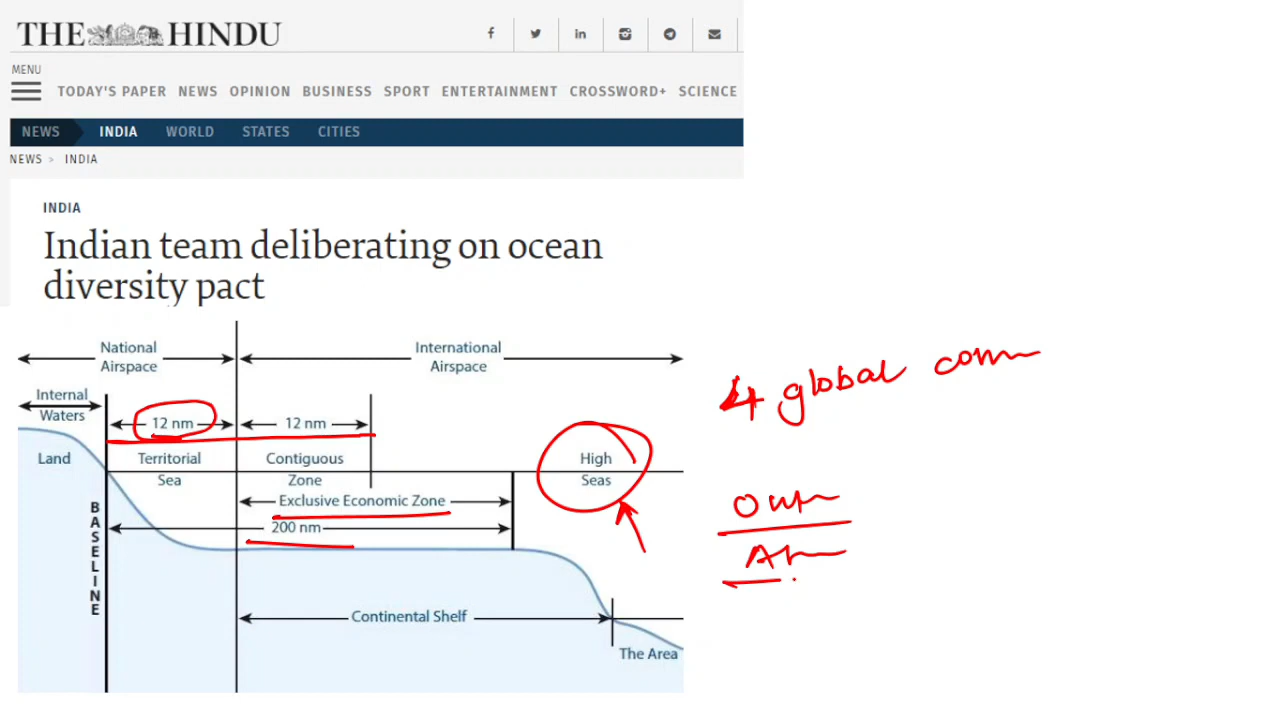 THE HINDU
MENU
TODAY'S PAPER NEWS OPINION BUSINESS SPORT ENTERTAINMENT CROSSWORD+ SCIENCE
NEWS INDIA WORLD STATES CITIES
NEWS > INDIA
INDIA
Indian team deliberating on ocean
diversity pact
National
Airspace
International
Airspace
Internal
Waters
12 nm
12 nm
Land
Territorial
Sea
Contiguous
Zone
High
Seas
Exclusive Economic Zone
200 nm
BASELINE
Continental Shelf
The Area
4 global com